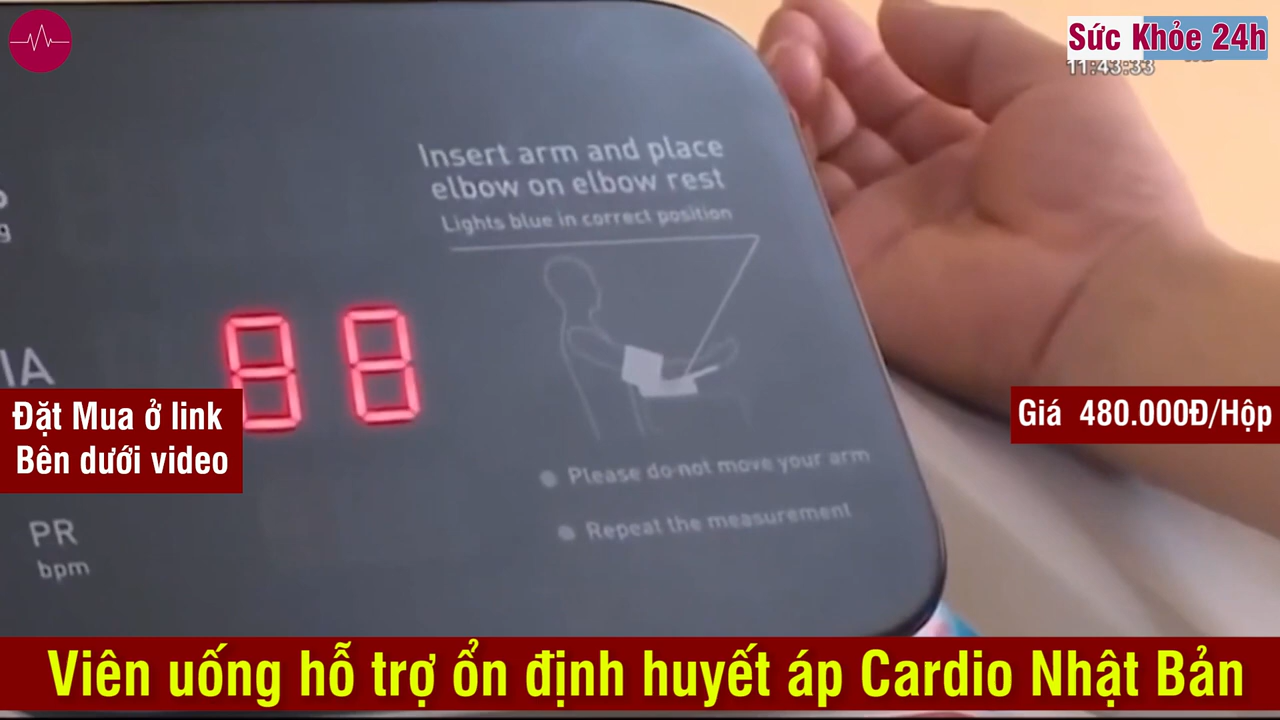 Sức Khỏe 24h
11:43:33
Insert arm and place
elbow on elbow rest
Lights blue in correct position
g
88
IA
Đặt Mua ở link
Bên dưới video
Giá 480.000Đ/Hộp
Please do not move your arm
Repeat the measurement
PR
bpm
Viên uống hỗ trợ ổn định huyết áp Cardio Nhật Bản